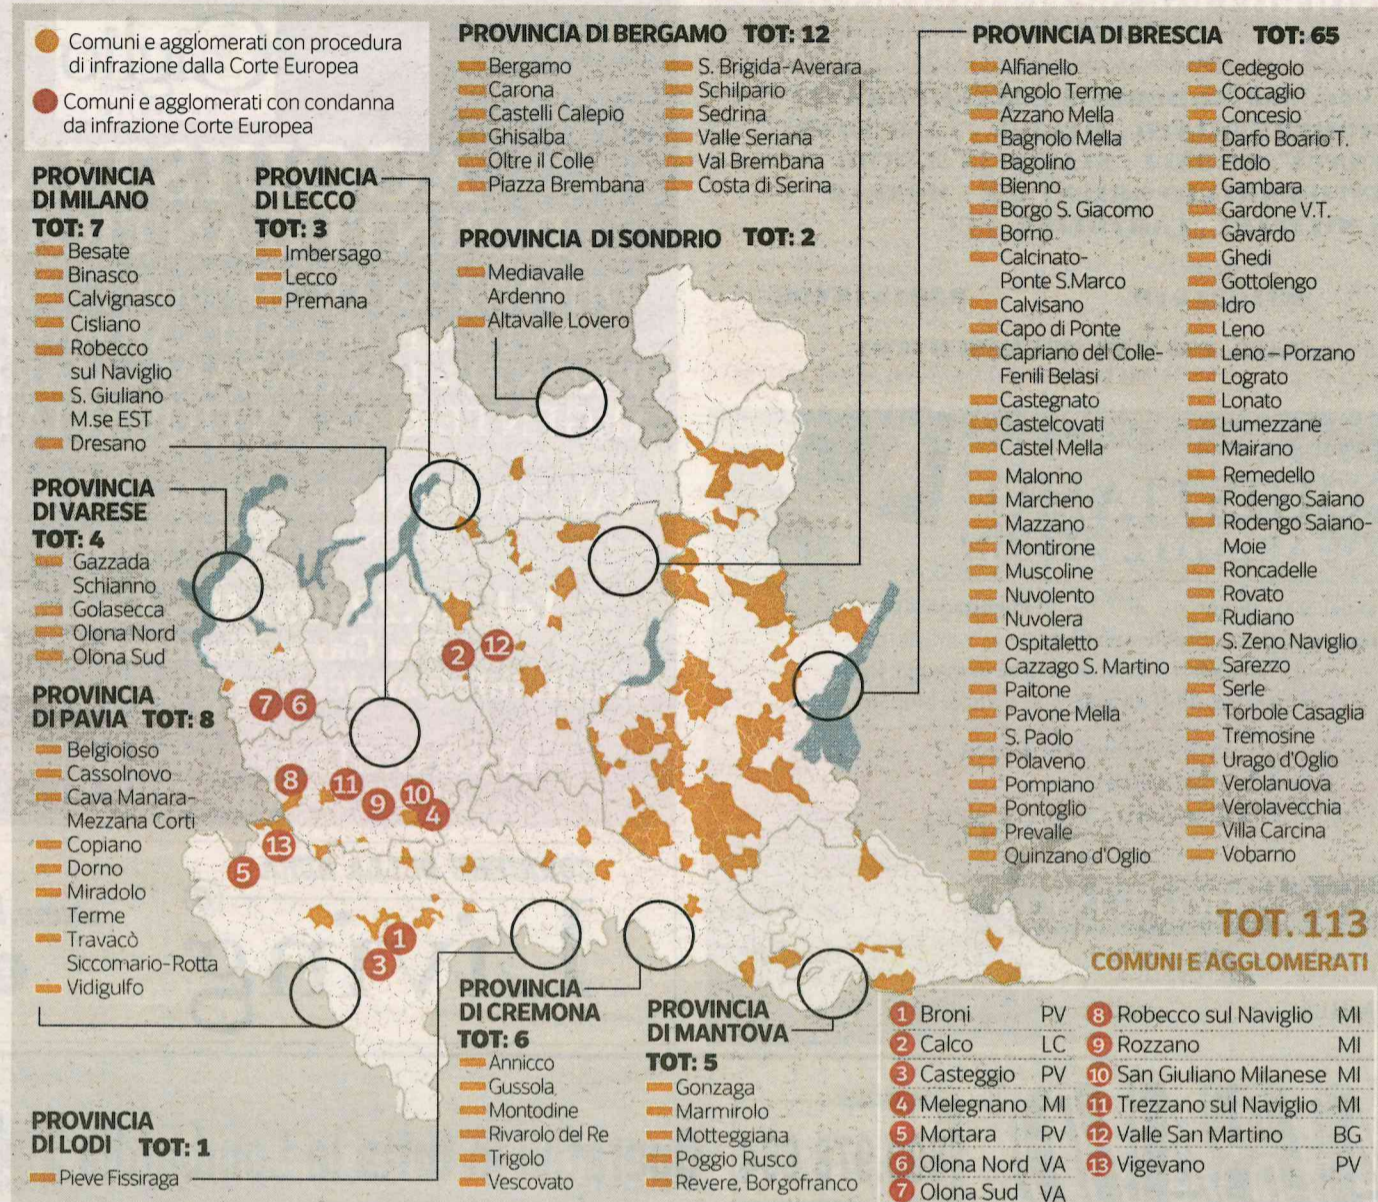 Comuni e agglomerati con procedura
di infrazione dalla Corte Europea
Comuni e agglomerati con condanna
da infrazione Corte Europea
PROVINCIA
DI MILANO
TOT: 7
Besate
Binasco
Calvignasco
Cisliano
Robecco
sul Naviglio
S. Giuliano
M.se EST
Dresano
PROVINCIA
DI LECCO
TOT: 3
Imbersago
Lecco
Premana
PROVINCIA DI BERGAMO TOT: 12
Bergamo
Carona
Castelli Calepio
Ghisalba
Oltre il Colle
Piazza Brembana
S. Brigida-Averara
Schilpario
Sedrina
Valle Seriana
Val Brembana
Costa di Serina
PROVINCIA DI SONDRIO TOT: 2
Mediavalle
Ardenno
Altavalle Lovero
PROVINCIA DI BRESCIA TOT: 65
Alfianello
Angolo Terme
Azzano Mella
Bagnolo Mella
Bagolino
Bienno
Borgo S. Giacomo
Borno
Calcinato-
Ponte S.Marco
Calvisano
Capo di Ponte
Capriano del Colle-
Fenili Belasi
Castegnato
Castelcovati
Castel Mella
Malonno
Marcheno
Mazzano
Montirone
Muscoline
Nuvolento
Nuvolera
Ospitaletto
Cazzago S. Martino
Paitone
Pavone Mella
S. Paolo
Polaveno
Pompiano
Pontoglio
Prevalle
Quinzano d'Oglio
Cedegolo
Coccaglio
Concesio
Darfo Boario T.
Edolo
Gambara
Gardone V.T.
Gavardo
Ghedi
Gottolengo
Idro
Leno
Leno – Porzano
Lograto
Lonato
Lumezzane
Mairano
Remedello
Rodengo Saiano
Rodengo Saiano-
Moie
Roncadelle
Rovato
Rudiano
S. Zeno Naviglio
Sarezzo
Serle
Torbole Casaglia
Tremosine
Urago d'Oglio
Verolanuova
Verolavecchia
Villa Carcina
Vobarno
PROVINCIA
DI VARESE
TOT: 4
Gazzada
Schianno
Golasecca
Olona Nord
Olona Sud
PROVINCIA
DI PAVIA TOT: 8
Belgioioso
Cassolnovo
Cava Manara-
Mezzana Corti
Copiano
Dorno
Miradolo
Terme
Travacò
Siccomario-Rotta
Vidigulfo
PROVINCIA
DI LODI TOT: 1
Pieve Fissiraga
PROVINCIA
DI CREMONA
TOT: 6
Annicco
Gussola
Montodine
Rivarolo del Re
Trigolo
Vescovato
PROVINCIA
DI MANTOVA
TOT: 5
Gonzaga
Marmirolo
Motteggiana
Poggio Rusco
Revere, Borgofranco
2
12
7
6
8
11
9
10
4
13
5
1
3
TOT. 113
COMUNI E AGGLOMERATI
1 Broni PV
2 Calco LC
3 Casteggio PV
4 Melegnano MI
5 Mortara PV
6 Olona Nord VA
7 Olona Sud VA
8 Robecco sul Naviglio MI
9 Rozzano MI
10 San Giuliano Milanese MI
11 Trezzano sul Naviglio MI
12 Valle San Martino BG
13 Vigevano PV